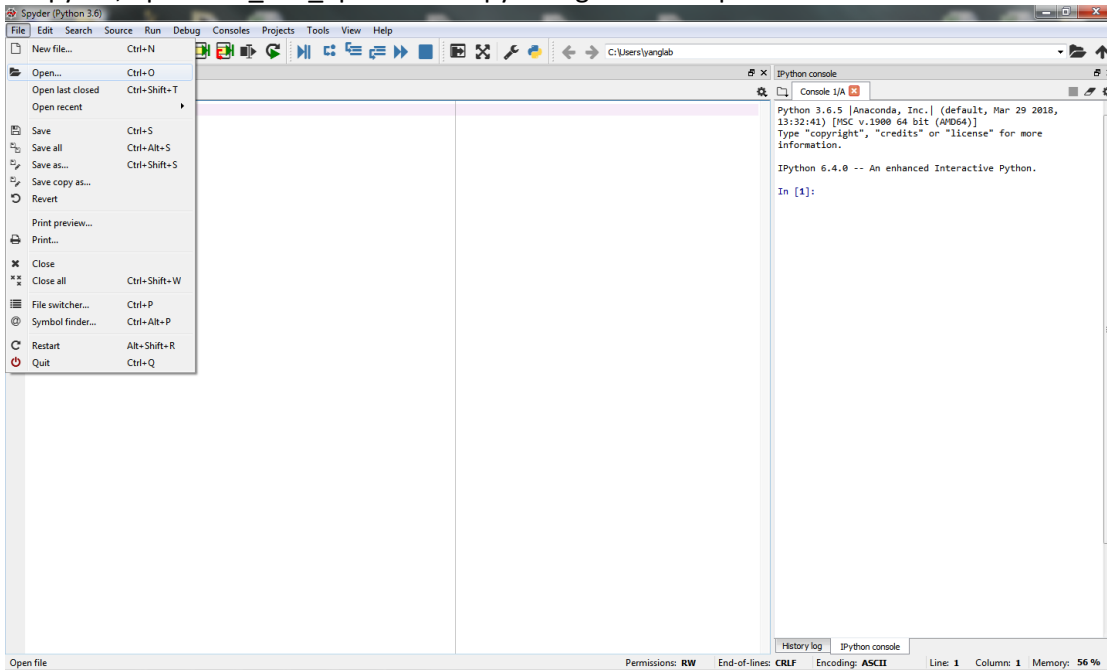 Spyder (Python 3.6)
File Edit Search Source Run Debug Consoles Projects Tools View Help
New file... Ctrl+N
C:\Users\yanglab
Open... Ctrl+O
Open last closed Ctrl+Shift+T
Open recent
Save Ctrl+S
Save all Ctrl+Alt+S
Save as... Ctrl+Shift+S
Save copy as...
Revert
Print preview...
Print...
Close
Close all Ctrl+Shift+W
File switcher... Ctrl+P
@ Symbol finder... Ctrl+Alt+P
Restart Alt+Shift+R
Quit Ctrl+Q
IPython console
Console 1/A
Python 3.6.5 |Anaconda, Inc.| (default, Mar 29 2018,
13:32:41) [MSC v.1900 64 bit (AMD64)]
Type "copyright", "credits" or "license" for more
information.
IPython 6.4.0 -- An enhanced Interactive Python.
In [1]:
History log IPython console
Open file Permissions: RW End-of-lines: CRLF Encoding: ASCII Line: 1 Column: 1 Memory: 56 %